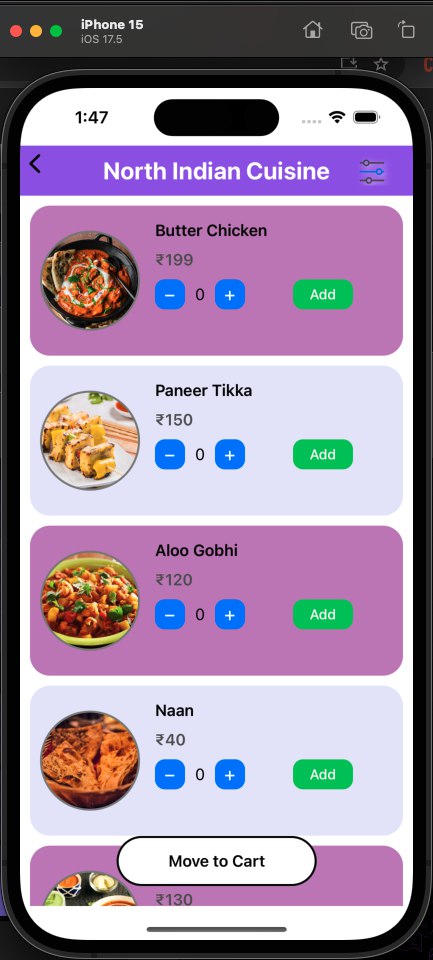 iPhone 15
iOS 17.5
1:47
North Indian Cuisine
Butter Chicken
₹199
− 0 +
Add
Paneer Tikka
₹150
− 0 +
Add
Aloo Gobhi
₹120
− 0 +
Add
Naan
₹40
− 0 +
Add
Move to Cart
₹130